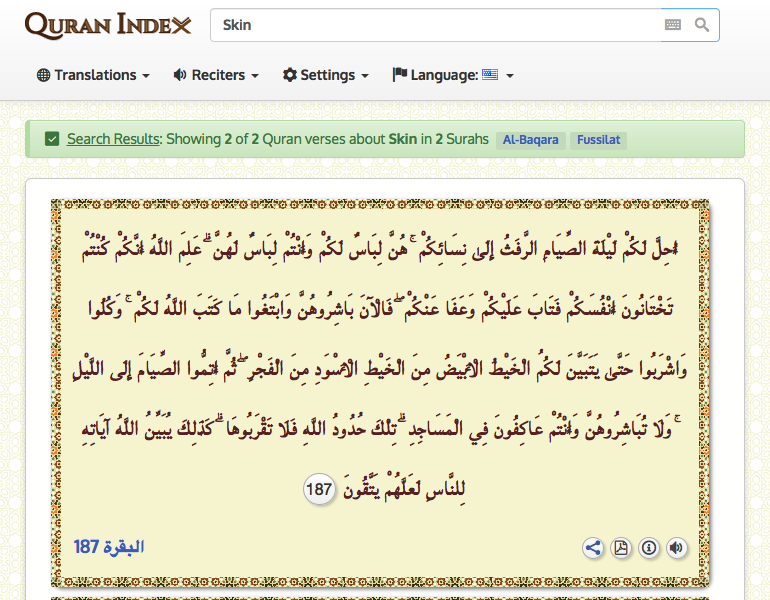 QURAN INDEX
Skin
Translations
Reciters
Settings
Language:
Search Results: Showing 2 of 2 Quran verses about Skin in 2 Surahs Al-Baqara Fussilat
أُحِلَّ لَكُمْ لَيْلَةَ الصِّيَامِ الرَّفَثُ إِلَىٰ نِسَائِكُمْ ۚ هُنَّ لِبَاسٌ لَكُمْ وَأَنْتُمْ لِبَاسٌ لَهُنَّ ۗ عَلِمَ اللَّهُ أَنَّكُمْ كُنْتُمْ
تَخْتَانُونَ أَنْفُسَكُمْ فَتَابَ عَلَيْكُمْ وَعَفَا عَنْكُمْ ۖ فَالْآنَ بَاشِرُوهُنَّ وَابْتَغُوا مَا كَتَبَ اللَّهُ لَكُمْ ۚ وَكُلُوا
وَاشْرَبُوا حَتَّىٰ يَتَبَيَّنَ لَكُمُ الْخَيْطُ الْأَبْيَضُ مِنَ الْخَيْطِ الْأَسْوَدِ مِنَ الْفَجْرِ ۖ ثُمَّ أَتِمُّوا الصِّيَامَ إِلَى اللَّيْلِ
ۚ وَلَا تُبَاشِرُوهُنَّ وَأَنْتُمْ عَاكِفُونَ فِي الْمَسَاجِدِ ۗ تِلْكَ حُدُودُ اللَّهِ فَلَا تَقْرَبُوهَا ۗ كَذَٰلِكَ يُبَيِّنُ اللَّهُ آيَاتِهِ
لِلنَّاسِ لَعَلَّهُمْ يَتَّقُونَ 187
البقرة 187